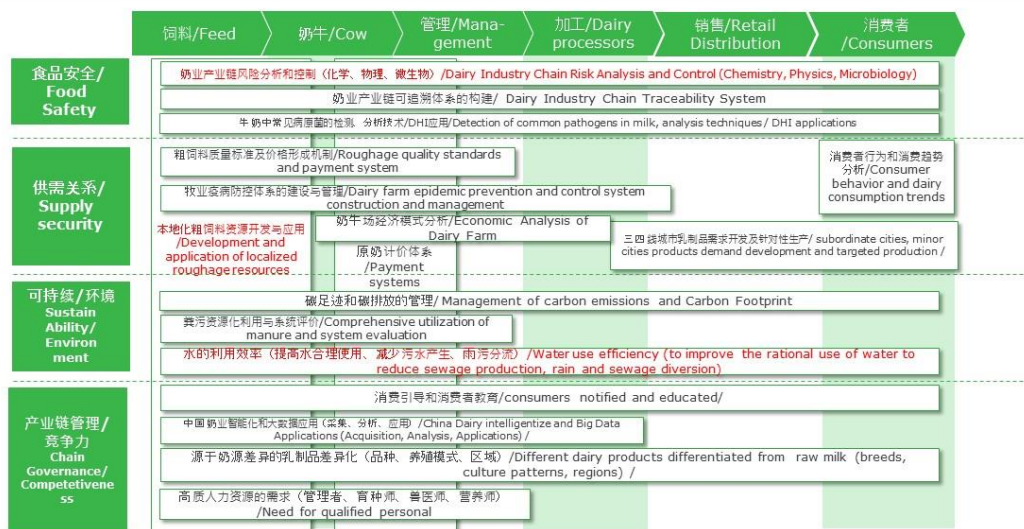 饲料/Feed
奶牛/Cow
管理/Mana-
gement
加工/Dairy
processors
销售/Retail
Distribution
消费者
/Consumers
食品安全/
Food
Safety
奶业产业链风险分析和控制（化学、物理、微生物）/Dairy Industry Chain Risk Analysis and Control (Chemistry, Physics, Microbiology)
奶业产业链可追溯体系的构建/ Dairy Industry Chain Traceability System
牛奶中常见病原菌的检测、分析技术/DHI应用/Detection of common pathogens in milk, analysis techniques / DHI applications
供需关系/
Supply
security
粗饲料质量标准及价格形成机制/Roughage quality standards
and payment system
消费者行为和消费趋势
分析/Consumer
behavior and dairy
consumption trends
牧业疫病防控体系的建设与管理/Dairy farm epidemic prevention and control system
construction and management
本地化粗饲料资源开发与应用
/Development and
application of localized
roughage resources
奶牛场经济模式分析/Economic Analysis of
Dairy Farm
原奶计价体系
/Payment
systems
三四线城市乳制品需求开发及针对性生产/ subordinate cities, minor
cities products demand development and targeted production /
可持续/环境
Sustain
Ability/
Environ
ment
碳足迹和碳排放的管理/ Management of carbon emissions and Carbon Footprint
粪污资源化利用与系统评价/Comprehensive utilization of
manure and system evaluation
水的利用效率（提高水合理使用、减少污水产生、雨污分流）/Water use efficiency (to improve the rational use of water to
reduce sewage production, rain and sewage diversion)
产业链管理/
竞争力
Chain
Governance/
Competetivene
ss
消费引导和消费者教育/consumers notified and educated/
中国奶业智能化和大数据应用（采集、分析、应用）/China Dairy intelligentize and Big Data
Applications (Acquisition, Analysis, Applications) /
源于奶源差异的乳制品差异化（品种、养殖模式、区域）/Different dairy products differentiated from raw milk (breeds,
culture patterns, regions) /
高质人力资源的需求（管理者、育种师、兽医师、营养师）
/Need for qualified personal